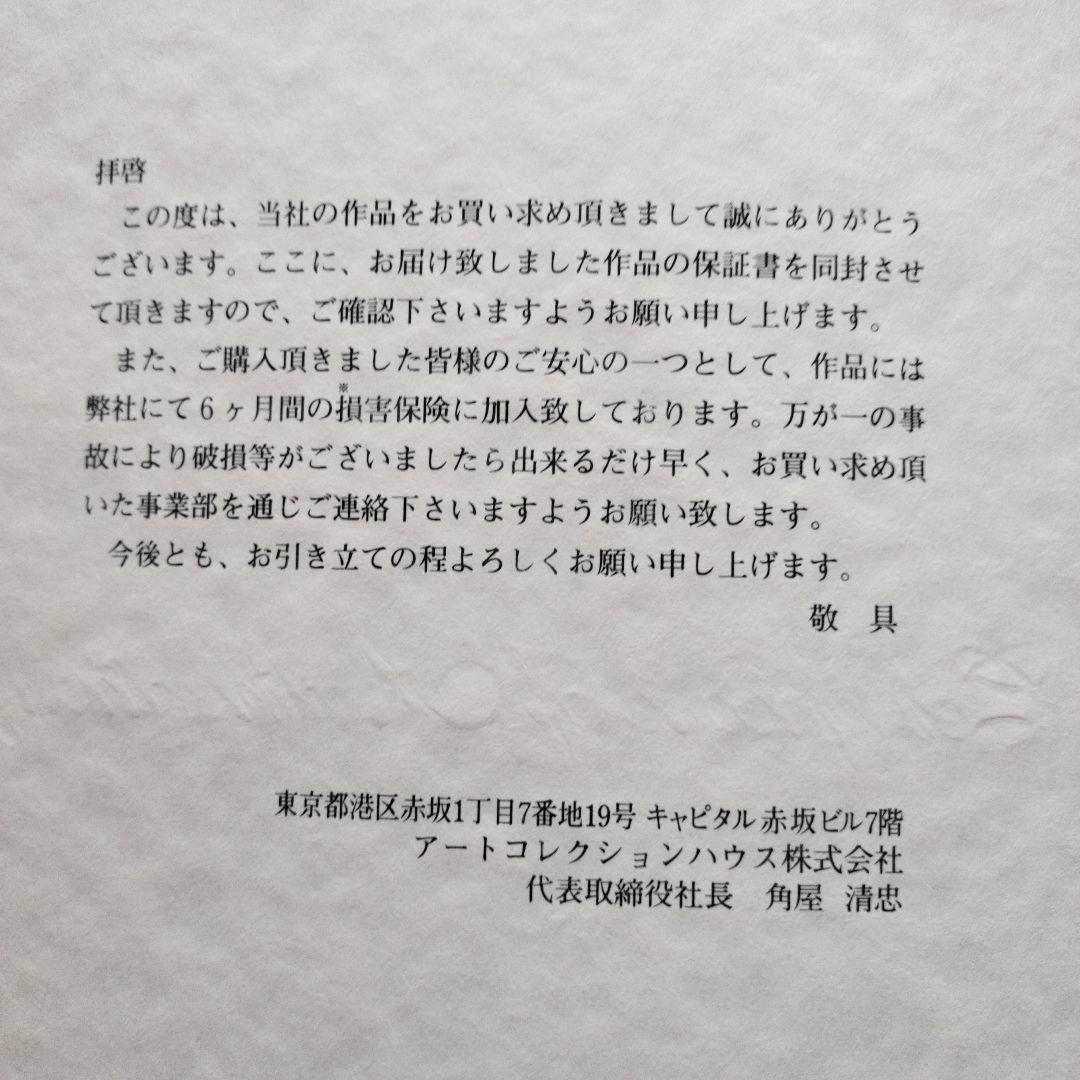 拝啓
この度は、当社の作品をお買い求め頂きまして誠にありがとう
ございます。ここに、お届け致しました作品の保証書を同封させ
て頂きますので、ご確認下さいますようお願い申し上げます。
また、ご購入頂きました皆様のご安心の一つとして、作品には
※
弊社にて6ヶ月間の損害保険に加入致しております。万が一の事
故により破損等がございましたら出来るだけ早く、お買い求め頂
いた事業部を通じご連絡下さいますようお願い致します。
今後とも、お引き立ての程よろしくお願い申し上げます。
敬 具
東京都港区赤坂1丁目7番地19号 キャピタル赤坂ビル7階
アートコレクションハウス株式会社
代表取締役社長 角屋 清忠